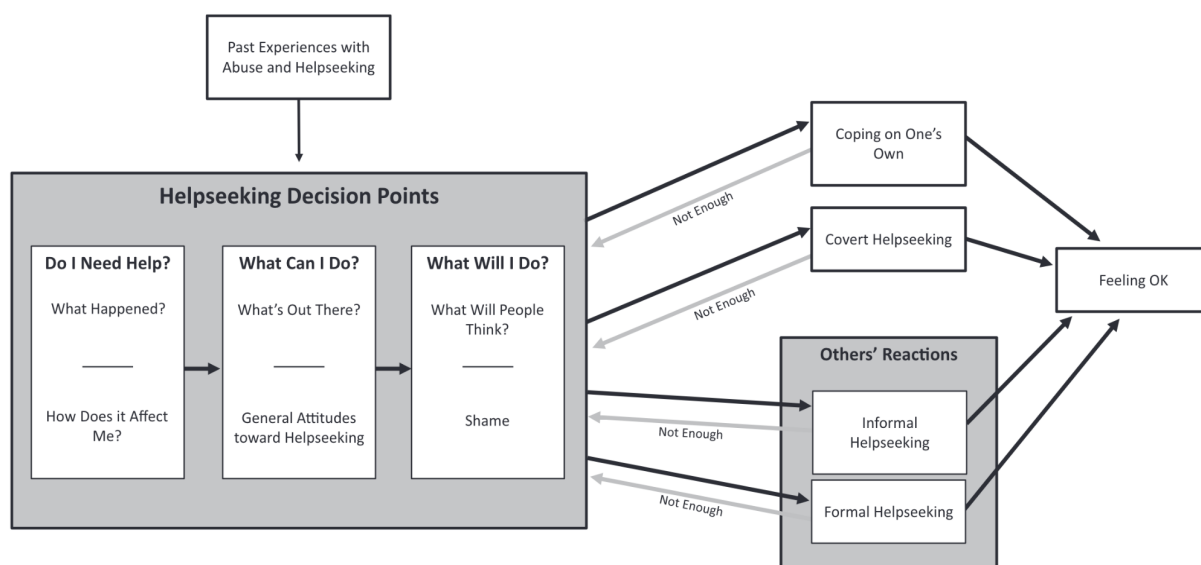 Past Experiences with
Abuse and Helpseeking
Helpseeking Decision Points
Do I Need Help?
What Happened?
How Does it Affect
Me?
What Can I Do?
What's Out There?
General Attitudes
toward Helpseeking
What Will I Do?
What Will People
Think?
Shame
Not Enough
Not Enough
Not Enough
Not Enough
Coping on One's
Own
Covert Helpseeking
Others' Reactions
Informal
Helpseeking
Formal Helpseeking
Feeling OK